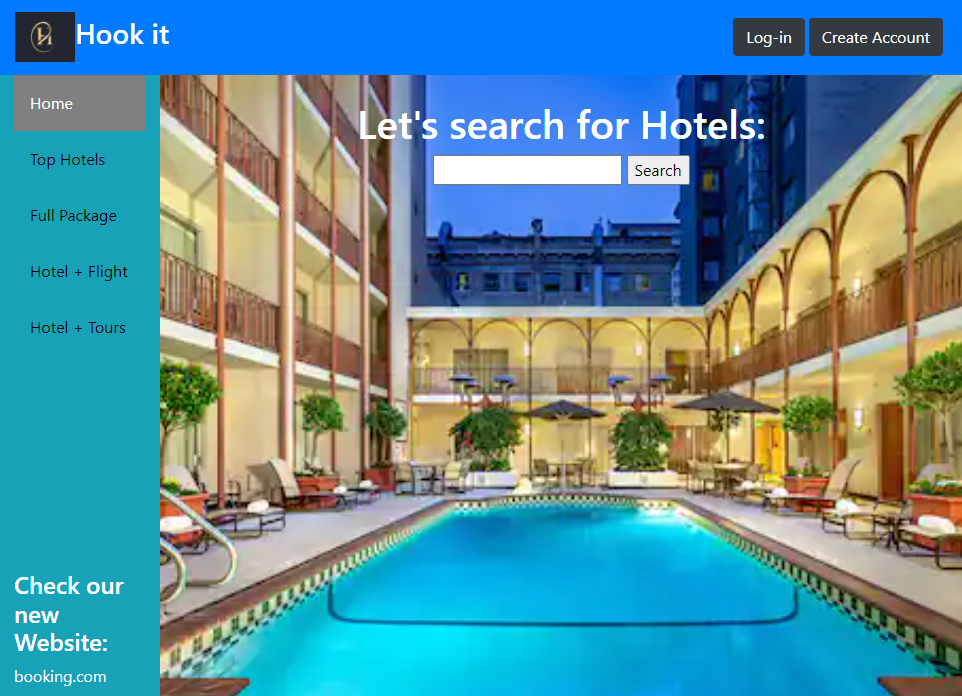 Hook it
Log-in
Create Account
Home
Top Hotels
Full Package
Hotel + Flight
Hotel + Tours
Check our
new
Website:
booking.com
Let's search for Hotels:
Search